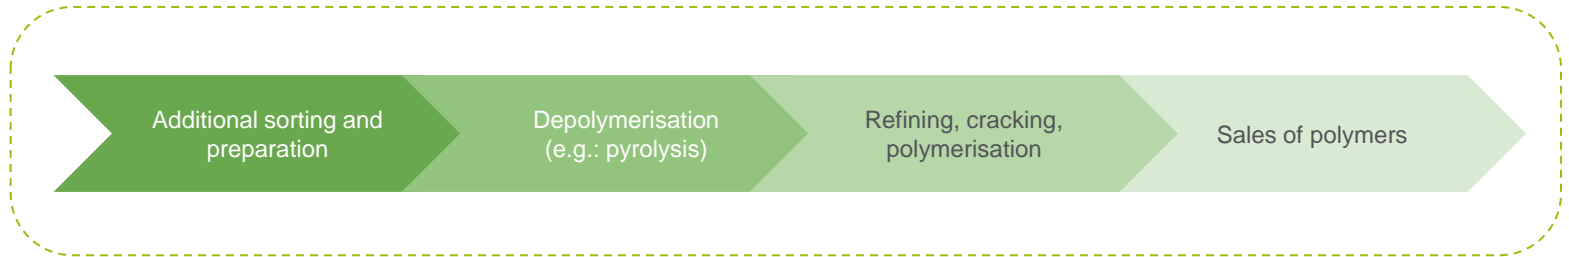 Additional sorting and
preparation
Depolymerisation
(e.g.: pyrolysis)
Refining, cracking,
polymerisation
Sales of polymers